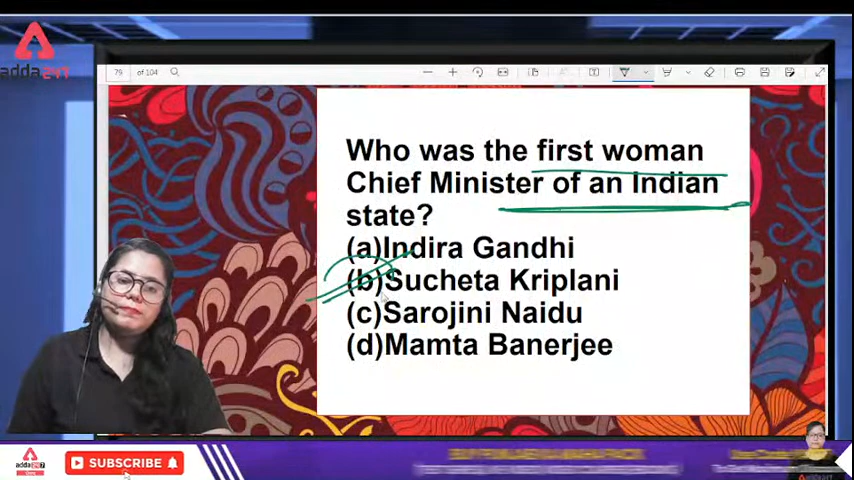 adda247
79 of 104
Who was the first woman
Chief Minister of an Indian
state?
(a)Indira Gandhi
(b)Sucheta Kriplani
(c)Sarojini Naidu
(d)Mamta Banerjee
SUBSCRIBE